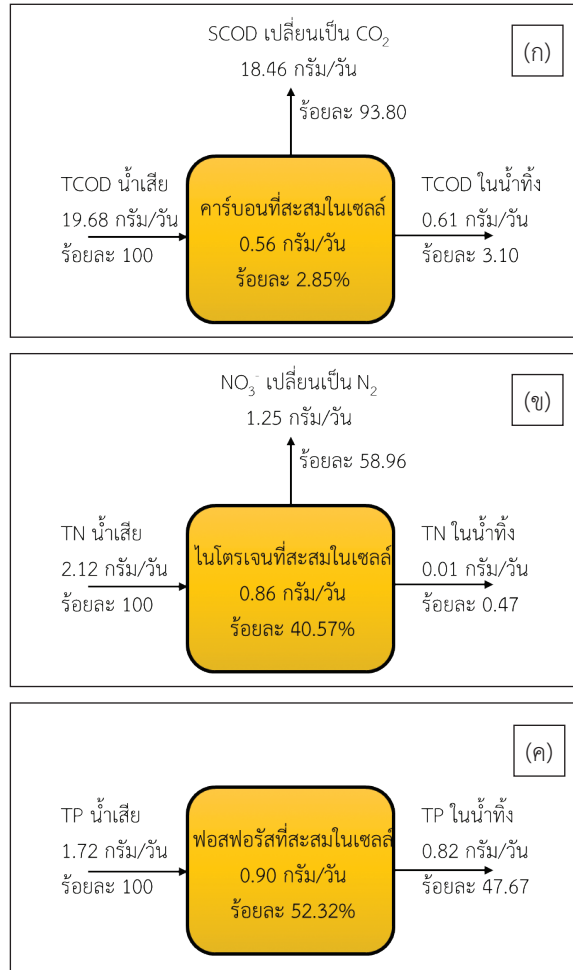 SCOD เปลี่ยนเป็น CO₂
18.46 กรัม/วัน
(ก)
ร้อยละ 93.80
TCOD น้ำเสีย
19.68 กรัม/วัน
ร้อยละ 100
คาร์บอนที่สะสมในเซลล์
0.56 กรัม/วัน
ร้อยละ 2.85%
TCOD ในน้ำทิ้ง
0.61 กรัม/วัน
ร้อยละ 3.10
NO₃⁻ เปลี่ยนเป็น N₂
1.25 กรัม/วัน
(ข)
ร้อยละ 58.96
TN น้ำเสีย
2.12 กรัม/วัน
ร้อยละ 100
ไนโตรเจนที่สะสมในเซลล์
0.86 กรัม/วัน
ร้อยละ 40.57%
TN ในน้ำทิ้ง
0.01 กรัม/วัน
ร้อยละ 0.47
(ค)
TP น้ำเสีย
1.72 กรัม/วัน
ร้อยละ 100
ฟอสฟอรัสที่สะสมในเซลล์
0.90 กรัม/วัน
ร้อยละ 52.32%
TP ในน้ำทิ้ง
0.82 กรัม/วัน
ร้อยละ 47.67